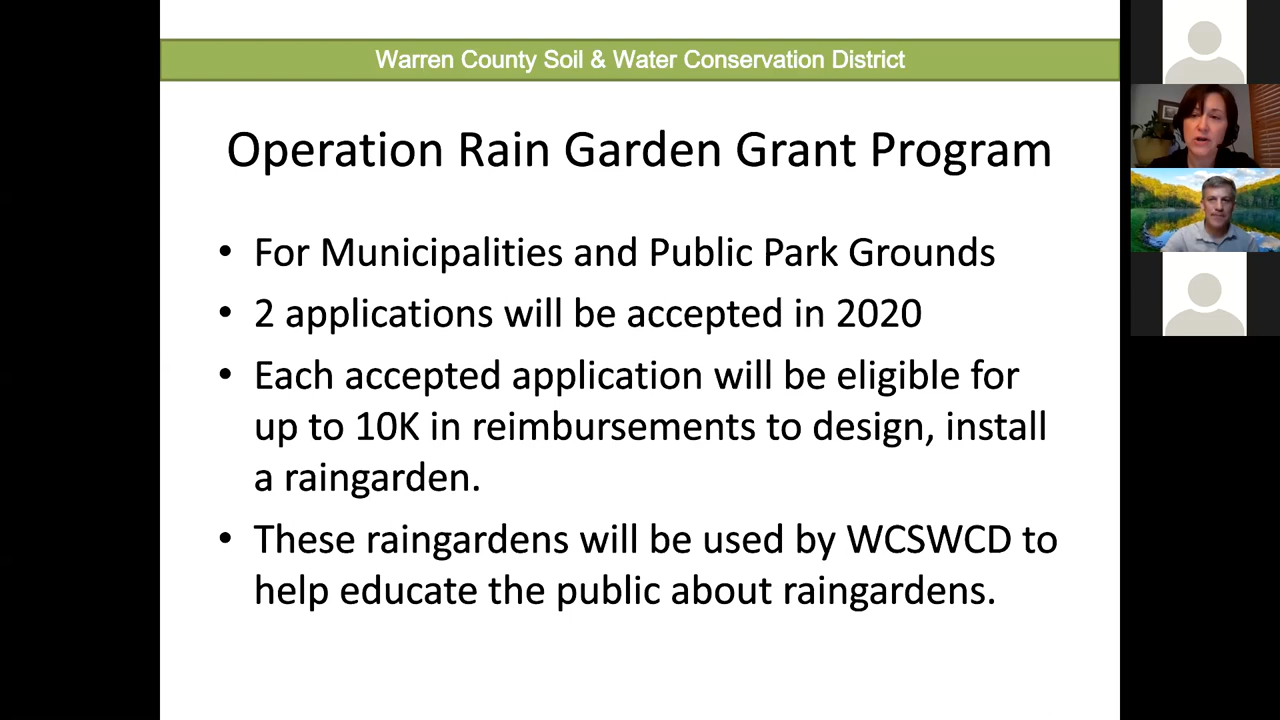 Warren County Soil & Water Conservation District
Operation Rain Garden Grant Program
• For Municipalities and Public Park Grounds
• 2 applications will be accepted in 2020
• Each accepted application will be eligible for
up to 10K in reimbursements to design, install
a raingarden.
• These raingardens will be used by WCSWCD to
help educate the public about raingardens.